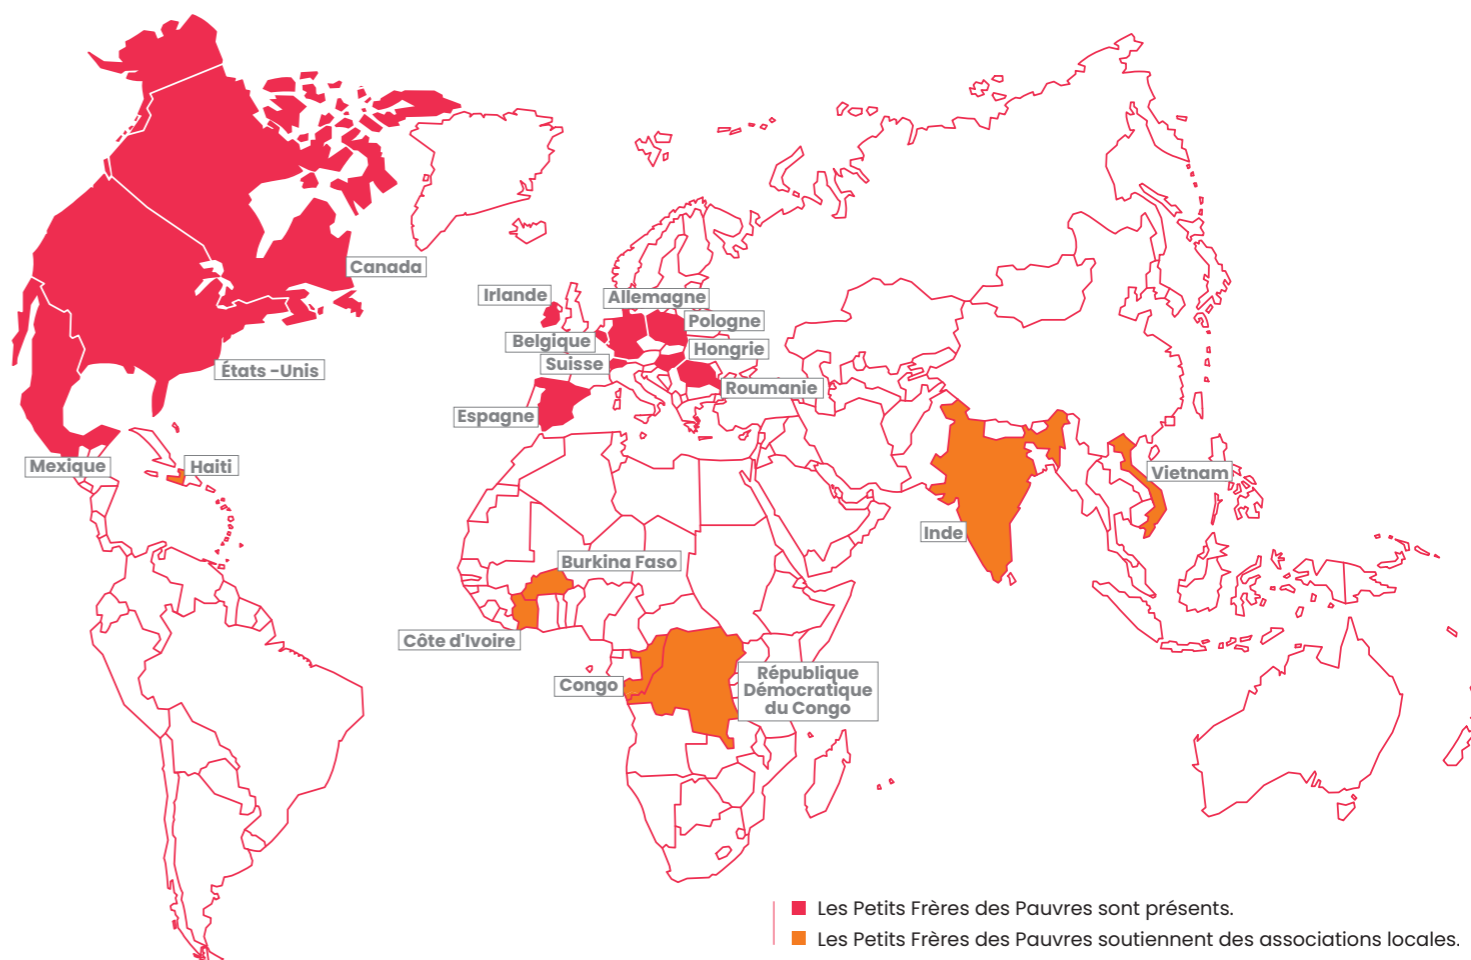 Canada
Irlande
Allemagne
Pologne
Belgique
Hongrie
Suisse
États -Unis
Roumanie
Espagne
Mexique
Haiti
Vietnam
Inde
Burkina Faso
Côte d'Ivoire
Congo
République
Démocratique
du Congo
Les Petits Frères des Pauvres sont présents.
Les Petits Frères des Pauvres soutiennent des associations locales.